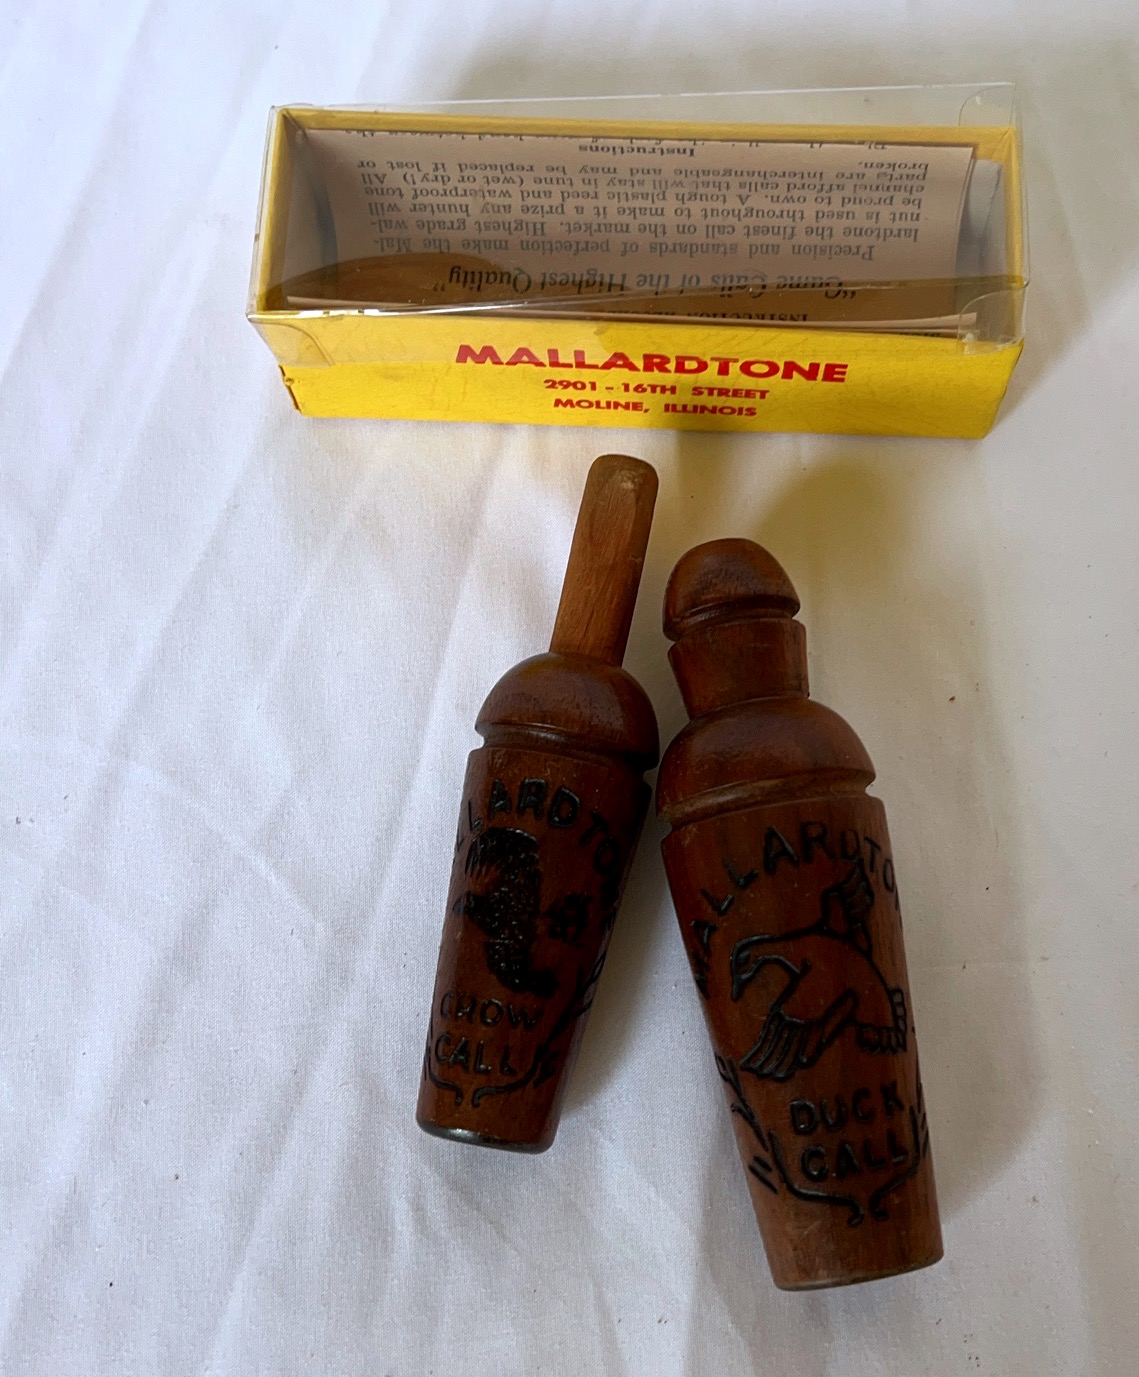 Instructions
broken.
parts are interchangeable and may be replaced if lost or
channel afford calls that will stay in tune (wet or dry!) All
be proud to own. A tough plastic reed and waterproof tone
nut is used throughout to make it a prize any hunter will
lardtone the finest call on the market. Highest grade wal-
Precision and standards of perfection make the Mal-
"Game Calls of the Highest Quality"
INSTRUCTION
MALLARDTONE
2901 - 16TH STREET
MOLINE, ILLINOIS
LLARDTO
CROW
CALL
MALLARDTO
DUCK
CALL